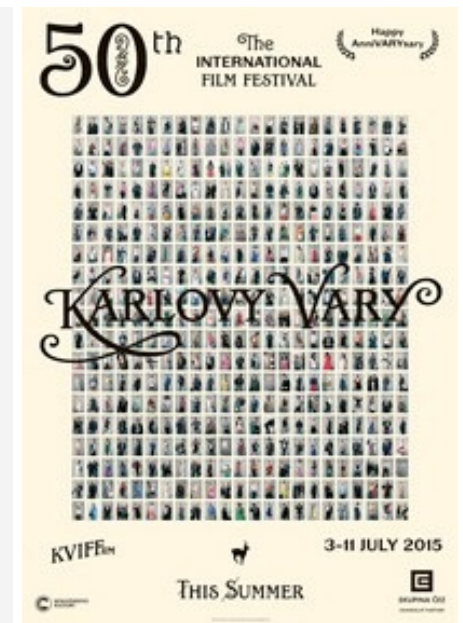 50th
The
INTERNATIONAL
FILM FESTIVAL
Happy
AnniVARYsary
KARLOVY VARY
KVIFF
3–11 JULY 2015
THIS SUMMER
SKUPINA ČEZ